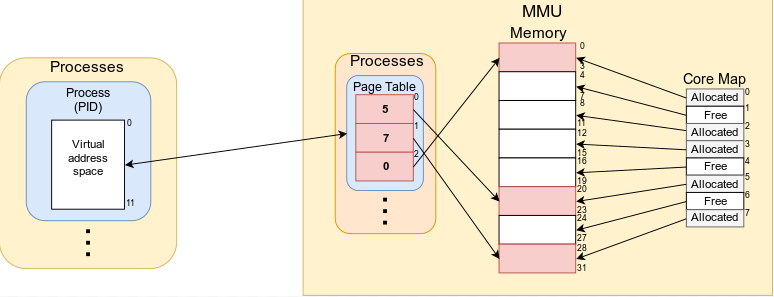 MMU
Processes
Process
(PID)
0
Virtual
address
space
11
Processes
Page Table
0
5
1
7
2
0
Memory
0
3
4
7
8
11
12
15
16
19
20
23
24
27
28
31
Core Map
Allocated 0
Free 1
Allocated 2
Allocated 3
Free 4
Allocated 5
Free 6
Allocated 7